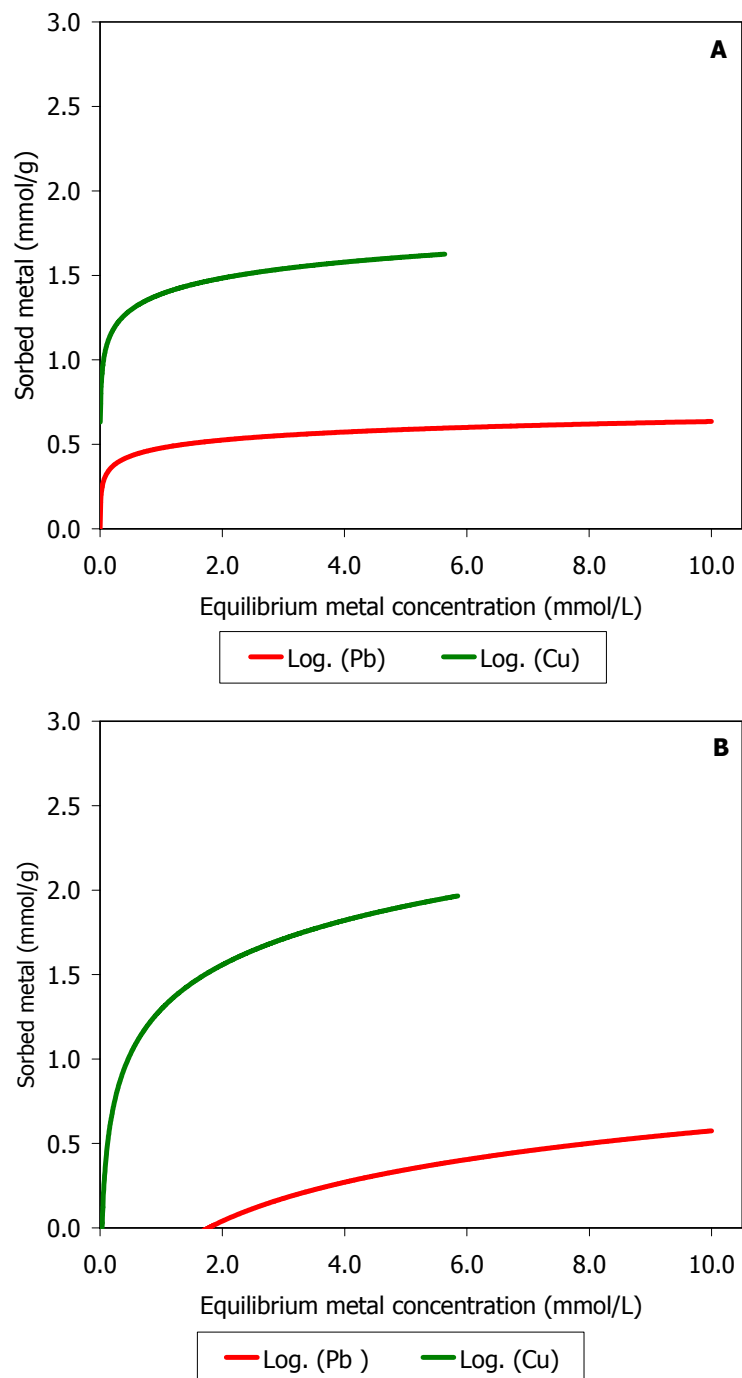 A
3.0
2.5
2.0
1.5
1.0
0.5
0.0
Sorbed metal (mmol/g)
0.0 2.0 4.0 6.0 8.0 10.0
Equilibrium metal concentration (mmol/L)
Log. (Pb) Log. (Cu)
B
3.0
2.5
2.0
1.5
1.0
0.5
0.0
Sorbed metal (mmol/g)
0.0 2.0 4.0 6.0 8.0 10.0
Equilibrium metal concentration (mmol/L)
Log. (Pb ) Log. (Cu)